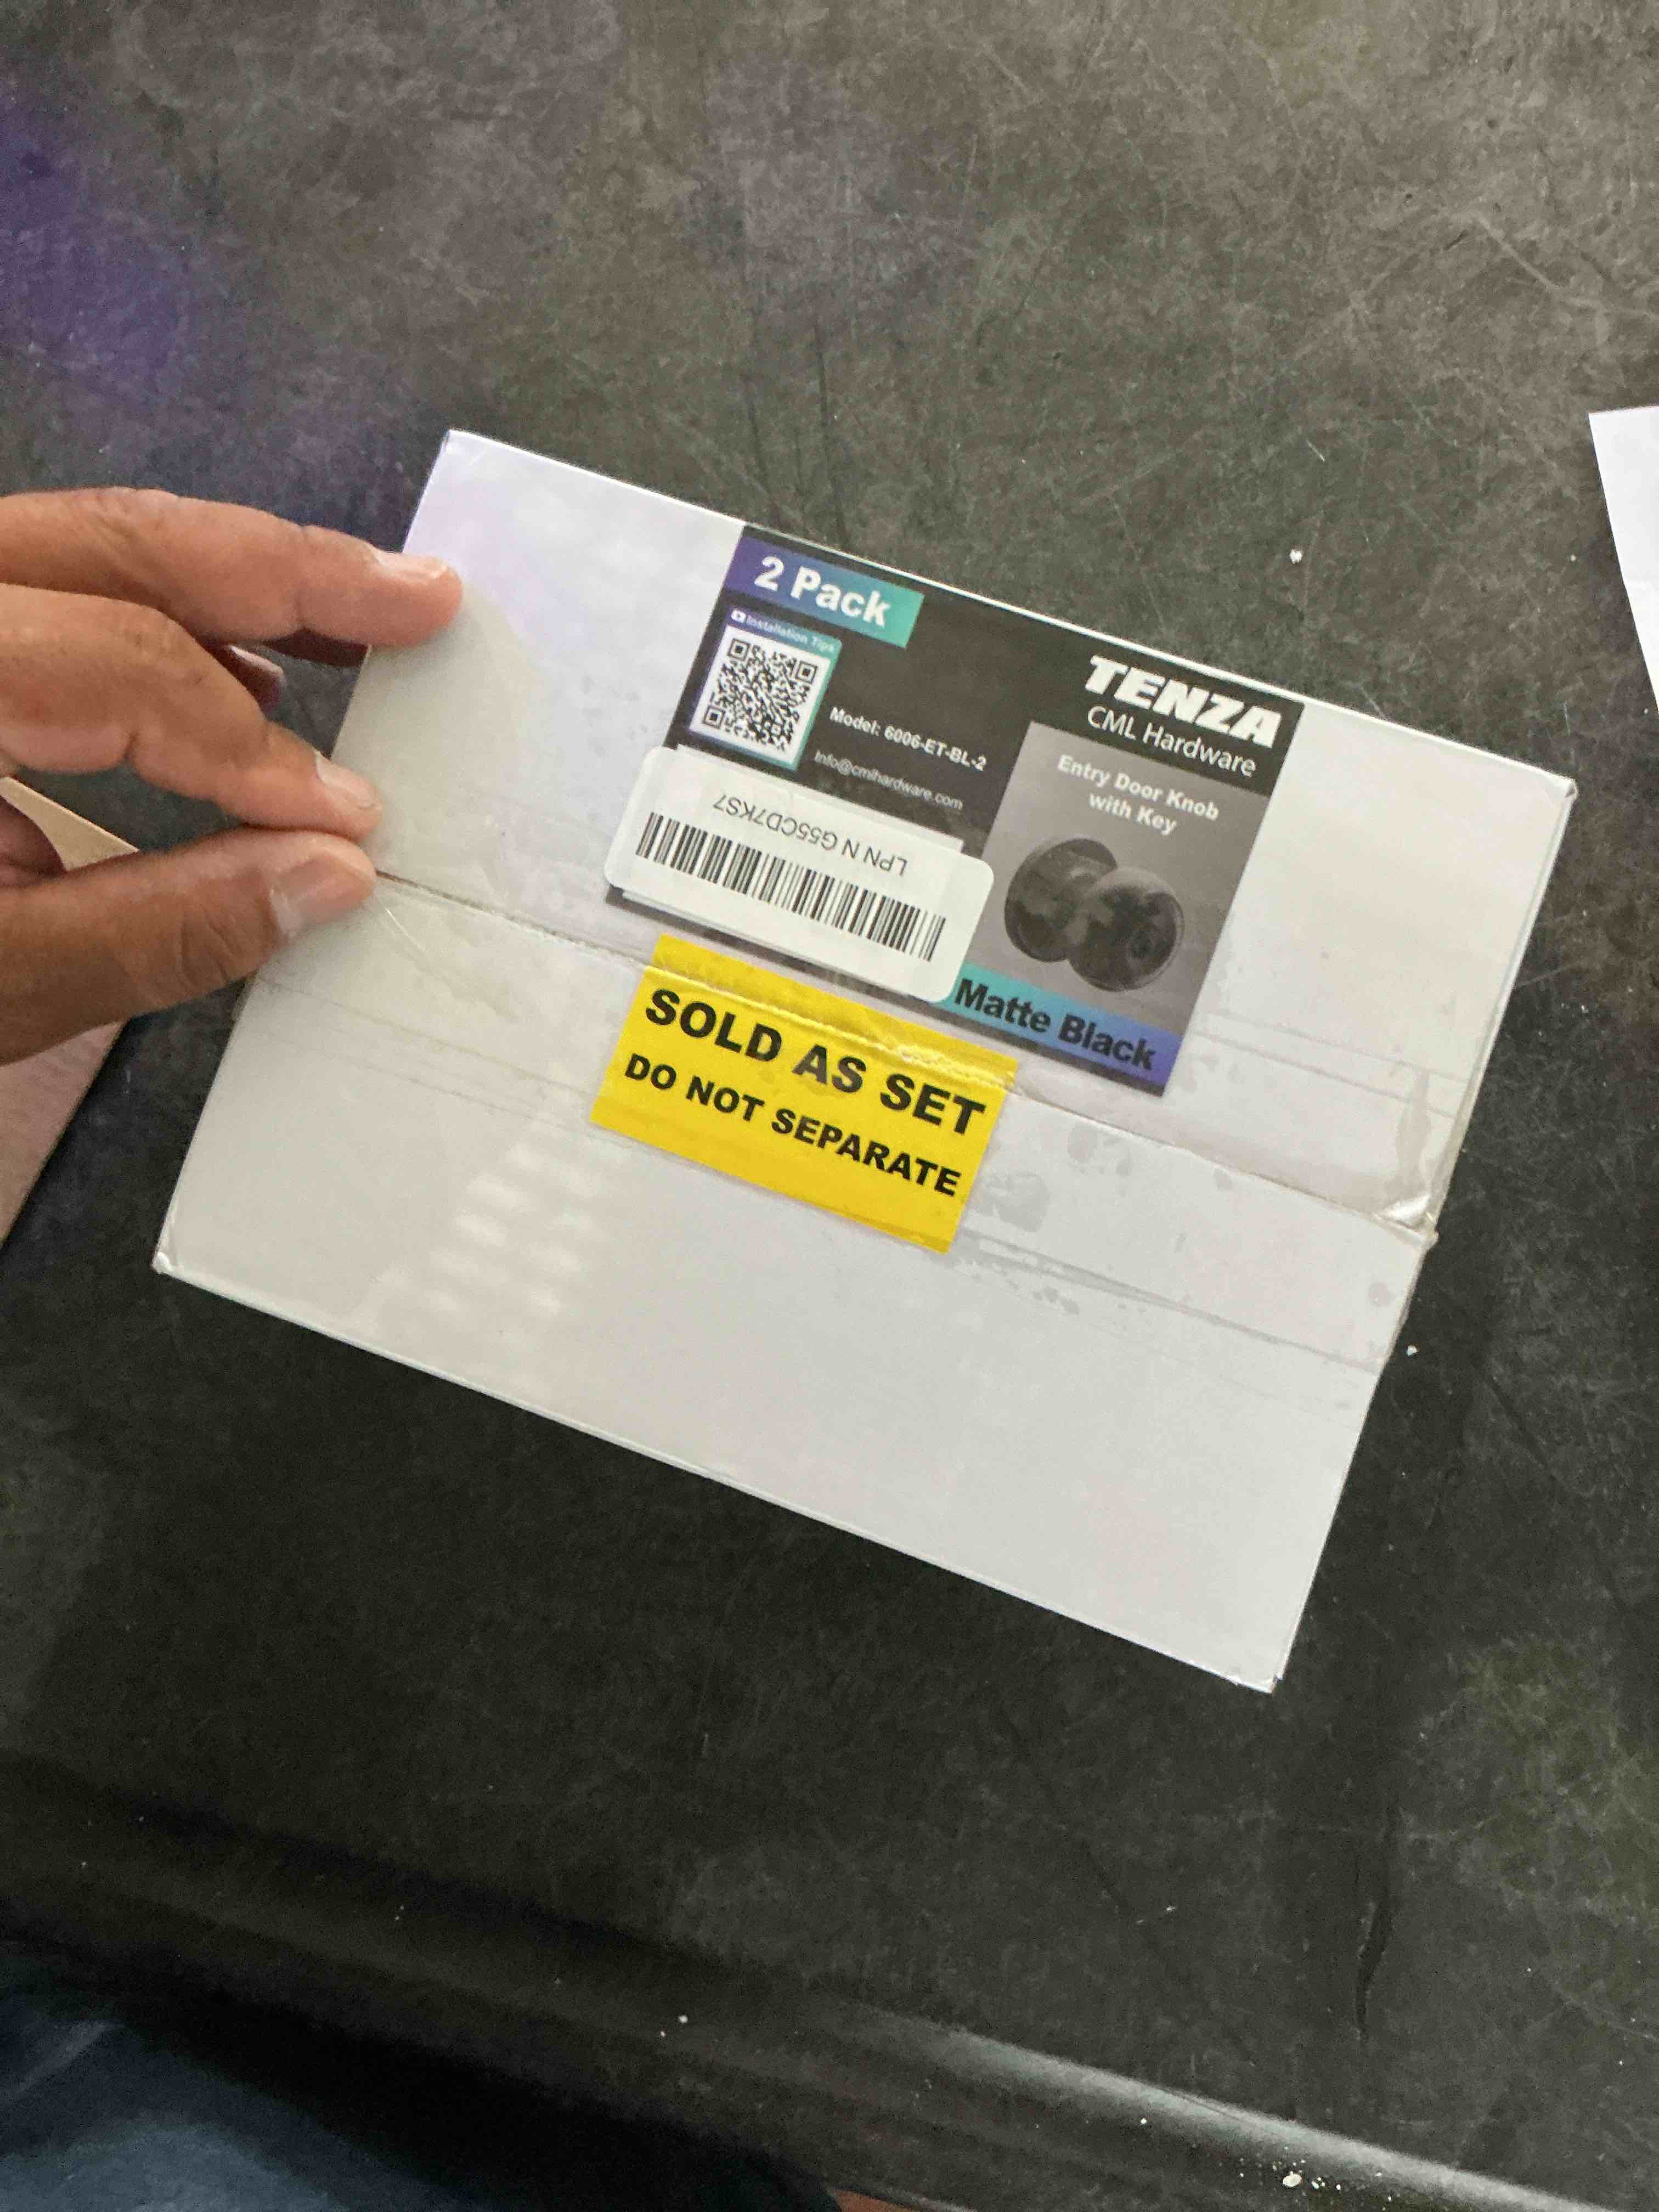 2 Pack
Installation Tips
Model: 6006-ET-BL-2
Info@cmlhardware.com
TENZA
CML Hardware
Entry Door Knob
with Key
LPN N G55CD7KS7
Matte Black
SOLD AS SET
DO NOT SEPARATE